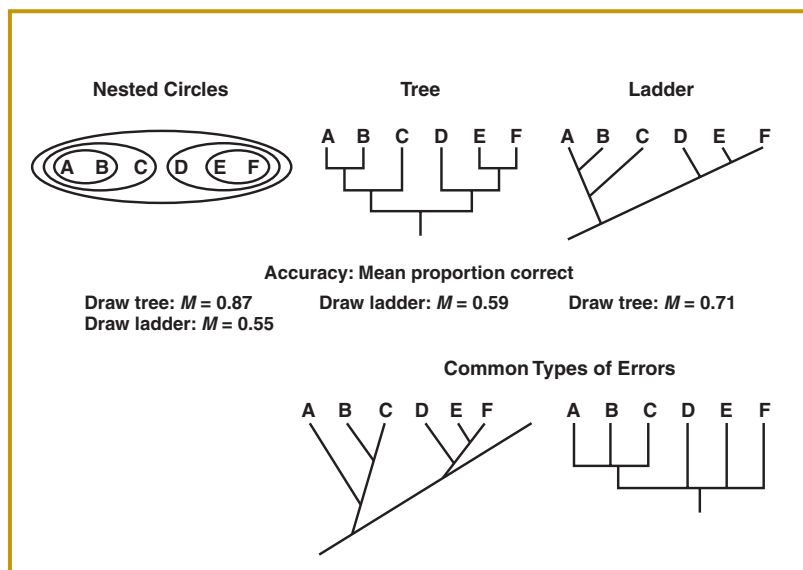 Nested Circles Tree Ladder
A B C D E F A B C D E F A B C D E F
Accuracy: Mean proportion correct
Draw tree: M = 0.87 Draw ladder: M = 0.59 Draw tree: M = 0.71
Draw ladder: M = 0.55
Common Types of Errors
A B C D E F A B C D E F